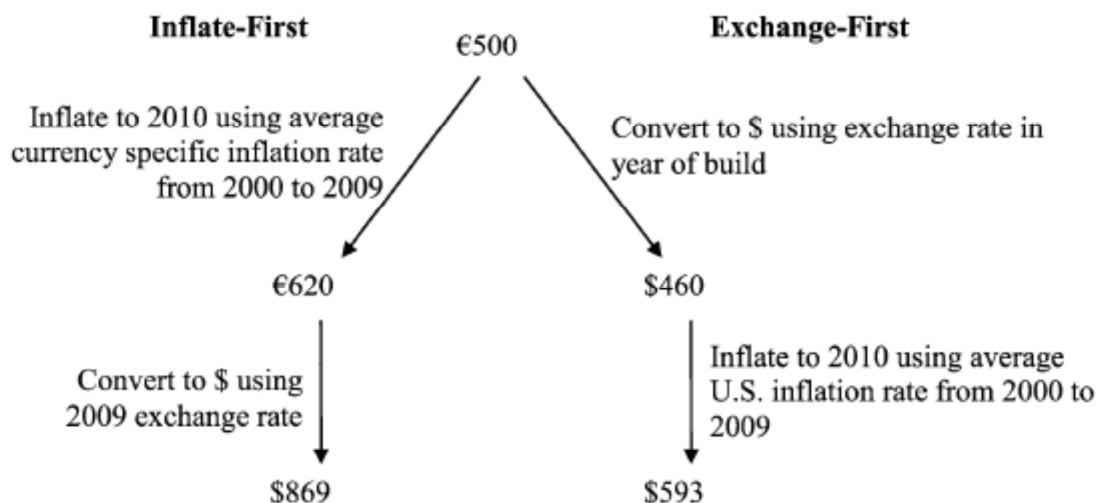 Inflate-First
Exchange-First
€500
Inflate to 2010 using average
currency specific inflation rate
from 2000 to 2009
Convert to $ using exchange rate in
year of build
€620
$460
Convert to $ using
2009 exchange rate
Inflate to 2010 using average
U.S. inflation rate from 2000 to
2009
$869
$593